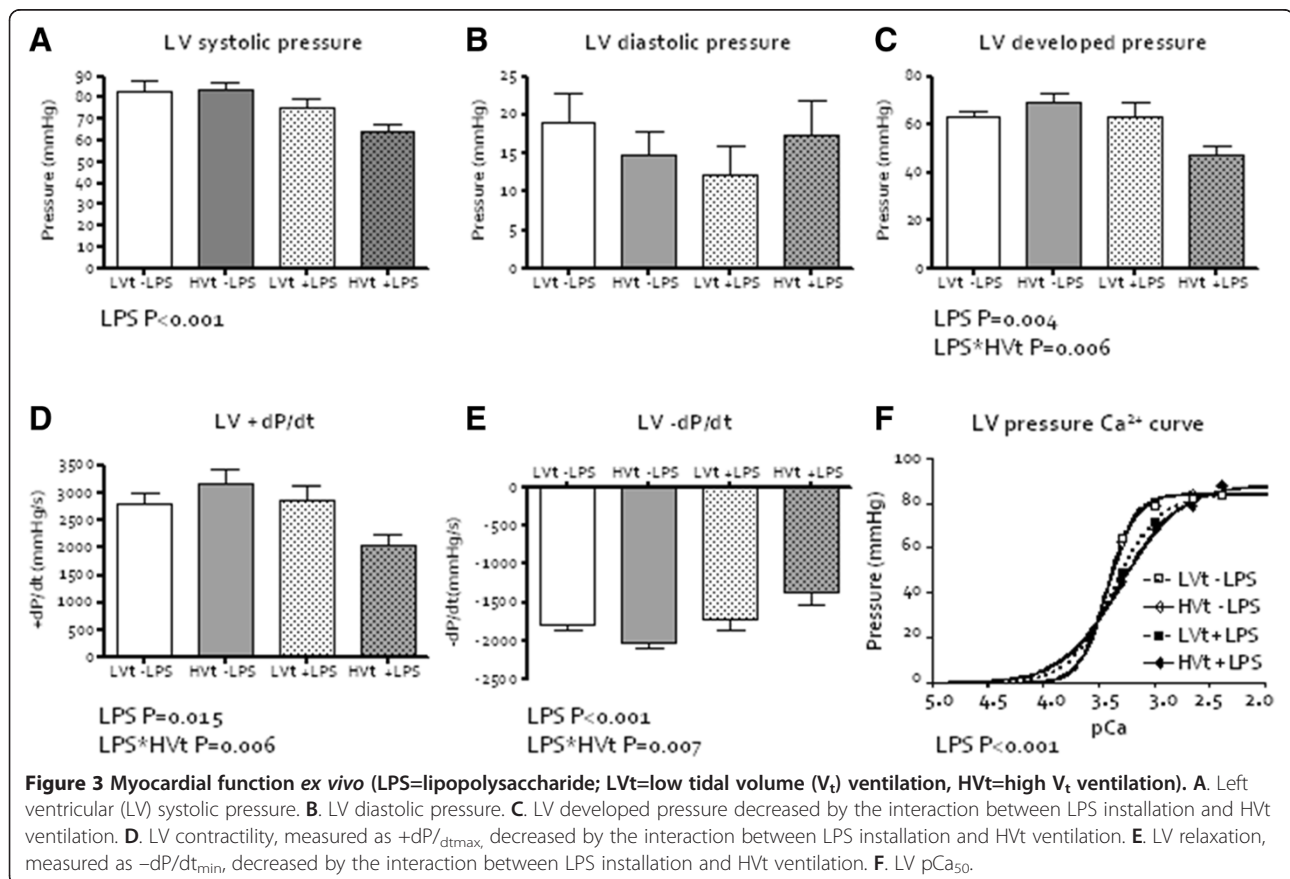 A
LV systolic pressure
Pressure (mmHg)
90
80
70
60
50
40
30
20
10
0
LVt -LPS HVt -LPS LVt +LPS HVt +LPS
LPS P<0.001
B
LV diastolic pressure
Pressure (mmHg)
25
20
15
10
5
0
LVt -LPS HVt -LPS LVt +LPS HVt +LPS
C
LV developed pressure
Pressure (mmHg)
80
60
40
20
0
LVt -LPS HVt -LPS LVt +LPS HVt +LPS
LPS P=0.004
LPS*HVt P=0.006
D
LV +dP/dt
+dP/dt (mmHg/s)
3500
3000
2500
2000
1500
1000
500
0
LVt -LPS HVt -LPS LVt +LPS HVt +LPS
LPS P=0.015
LPS*HVt P=0.006
E
LV -dP/dt
LVt -LPS HVt -LPS LVt +LPS HVt +LPS
-dP/dt(mmHg/s)
0
-500
-1000
-1500
-2000
-2500
LPS P<0.001
LPS*HVt P=0.007
F
LV pressure Ca²⁺ curve
Pressure (mmHg)
100
80
60
40
20
0
LVt -LPS
HVt -LPS
LVt +LPS
HVt +LPS
5.0 4.5 4.0 3.5 3.0 2.5 2.0
pCa
LPS P<0.001
Figure 3 Myocardial function ex vivo (LPS=lipopolysaccharide; LVt=low tidal volume (Vt) ventilation, HVt=high Vt ventilation). A. Left
ventricular (LV) systolic pressure. B. LV diastolic pressure. C. LV developed pressure decreased by the interaction between LPS installation and HVt
ventilation. D. LV contractility, measured as +dP/dtmax, decreased by the interaction between LPS installation and HVt ventilation. E. LV relaxation,
measured as –dP/dtmin, decreased by the interaction between LPS installation and HVt ventilation. F. LV pCa50.